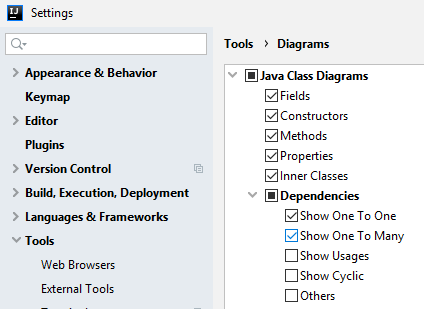 IJ Settings
Appearance & Behavior
Keymap
Editor
Plugins
Version Control
Build, Execution, Deployment
Languages & Frameworks
Tools
Web Browsers
External Tools
Tools › Diagrams
Java Class Diagrams
Fields
Constructors
Methods
Properties
Inner Classes
Dependencies
Show One To One
Show One To Many
Show Usages
Show Cyclic
Others